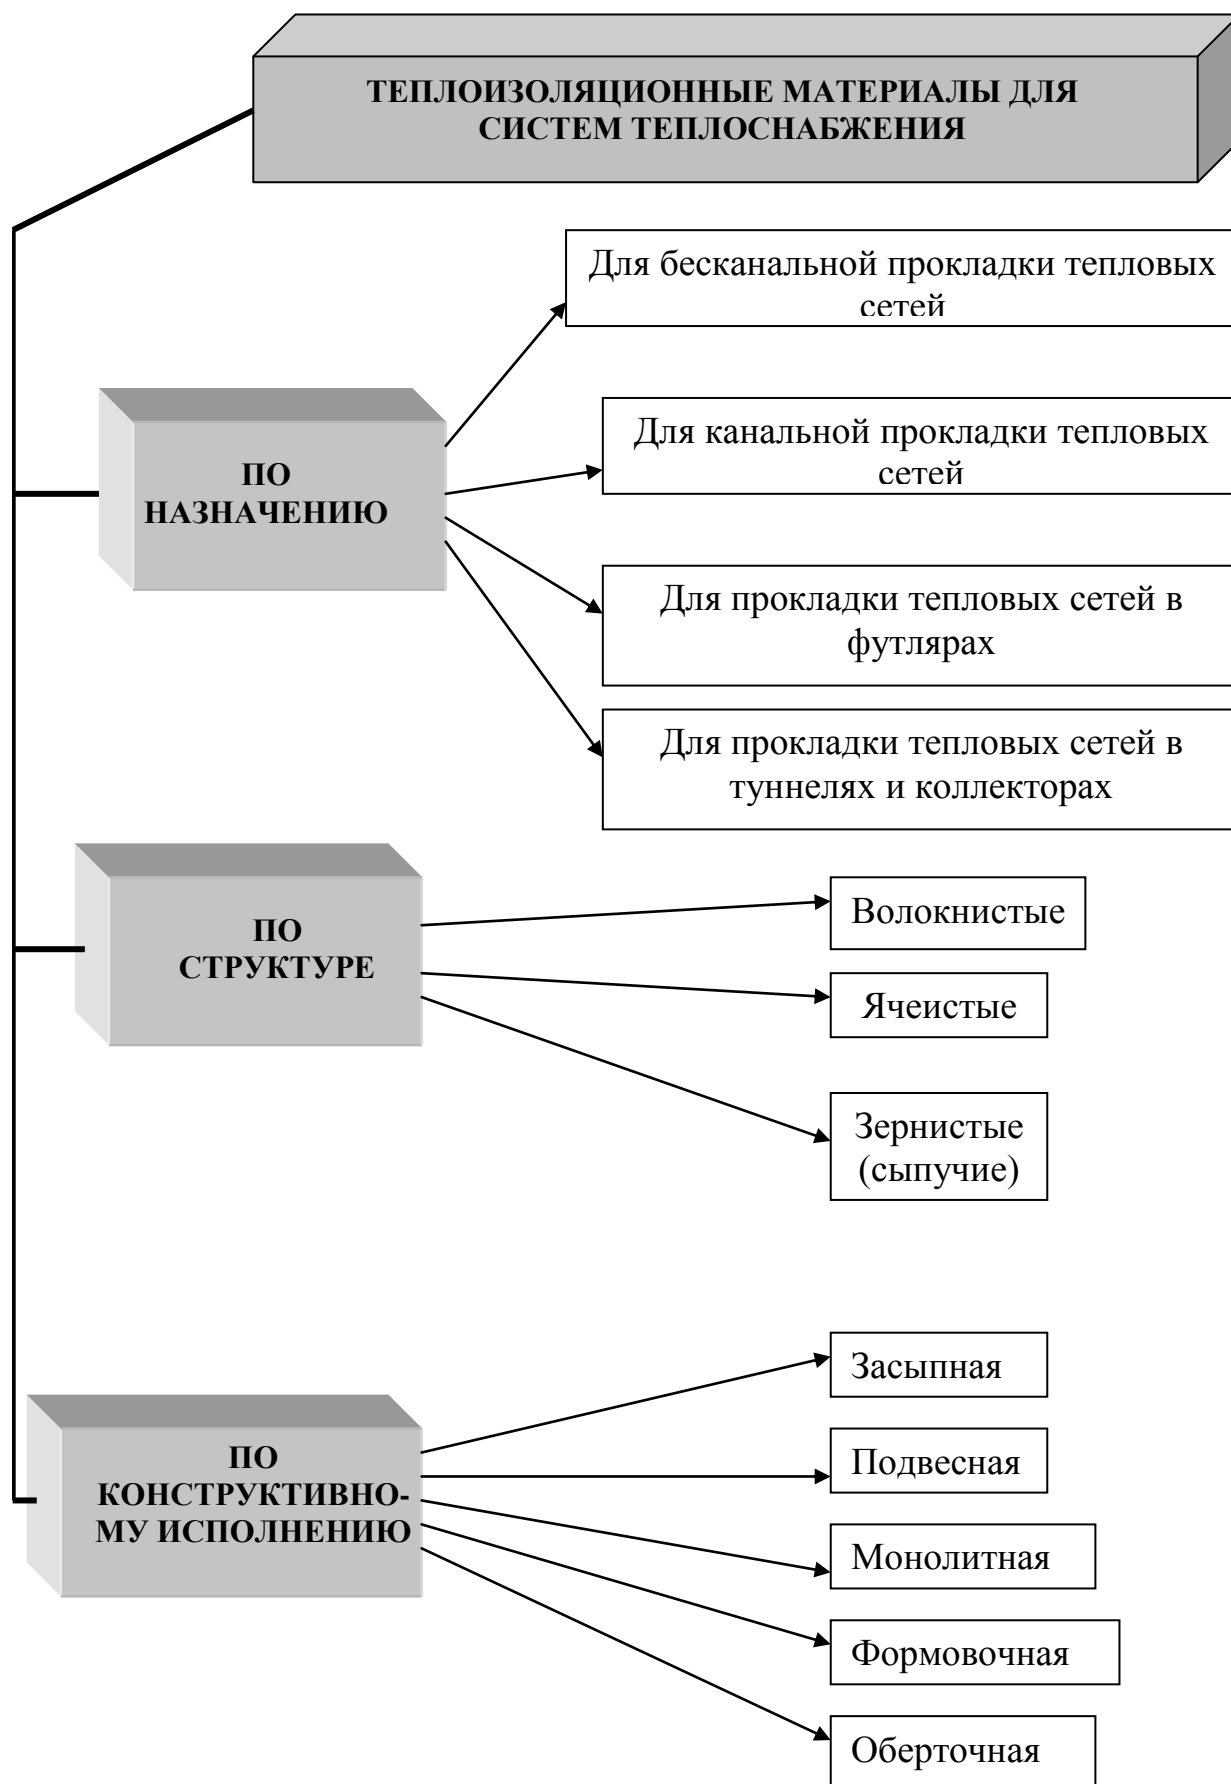 ТЕПЛОИЗОЛЯЦИОННЫЕ МАТЕРИАЛЫ ДЛЯ
СИСТЕМ ТЕПЛОСНАБЖЕНИЯ
ПО
НАЗНАЧЕНИЮ
Для бесканальной прокладки тепловых
сетей
Для канальной прокладки тепловых
сетей
Для прокладки тепловых сетей в
футлярах
Для прокладки тепловых сетей в
туннелях и коллекторах
ПО
СТРУКТУРЕ
Волокнистые
Ячеистые
Зернистые
(сыпучие)
ПО
КОНСТРУКТИВНО-
МУ ИСПОЛНЕНИЮ
Засыпная
Подвесная
Монолитная
Формовочная
Оберточная